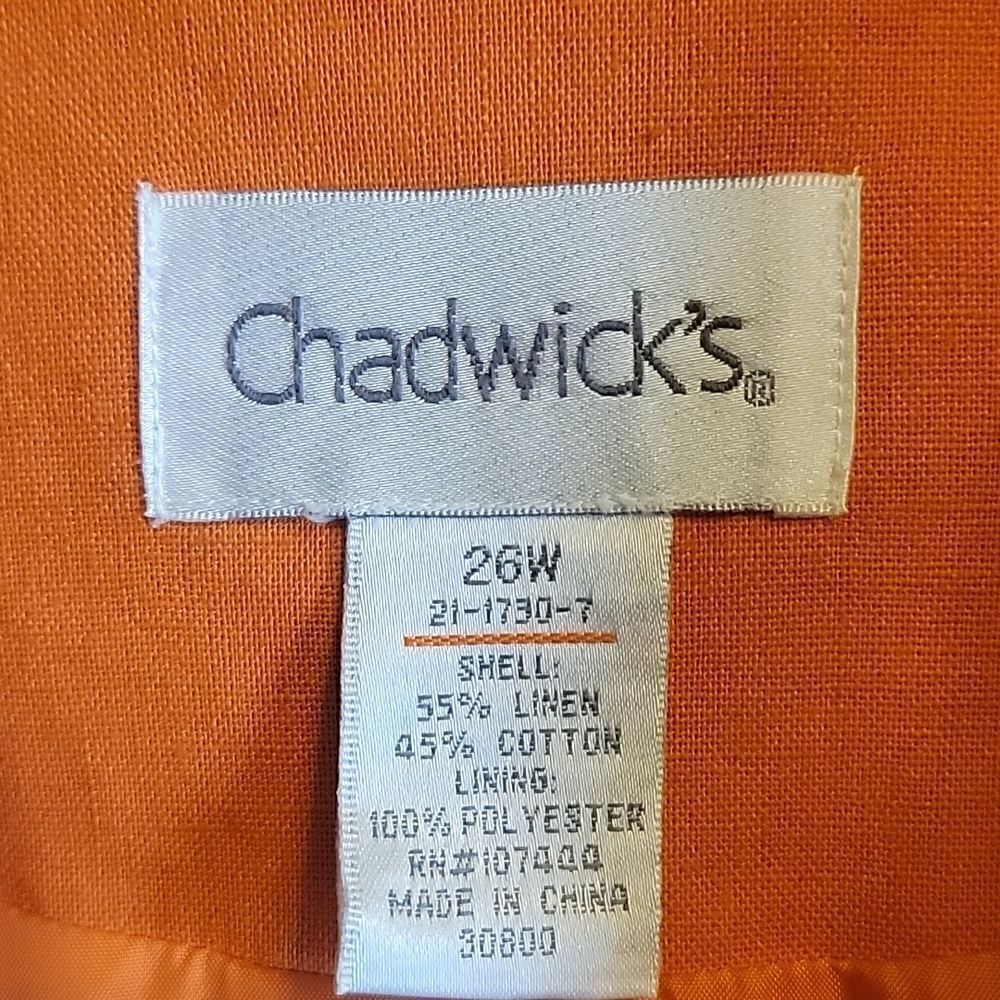 Chadwick's®
26W
21-1730-7
SHELL:
55% LINEN
45% COTTON
LINING:
100% POLYESTER
RN#107444
MADE IN CHINA
30800